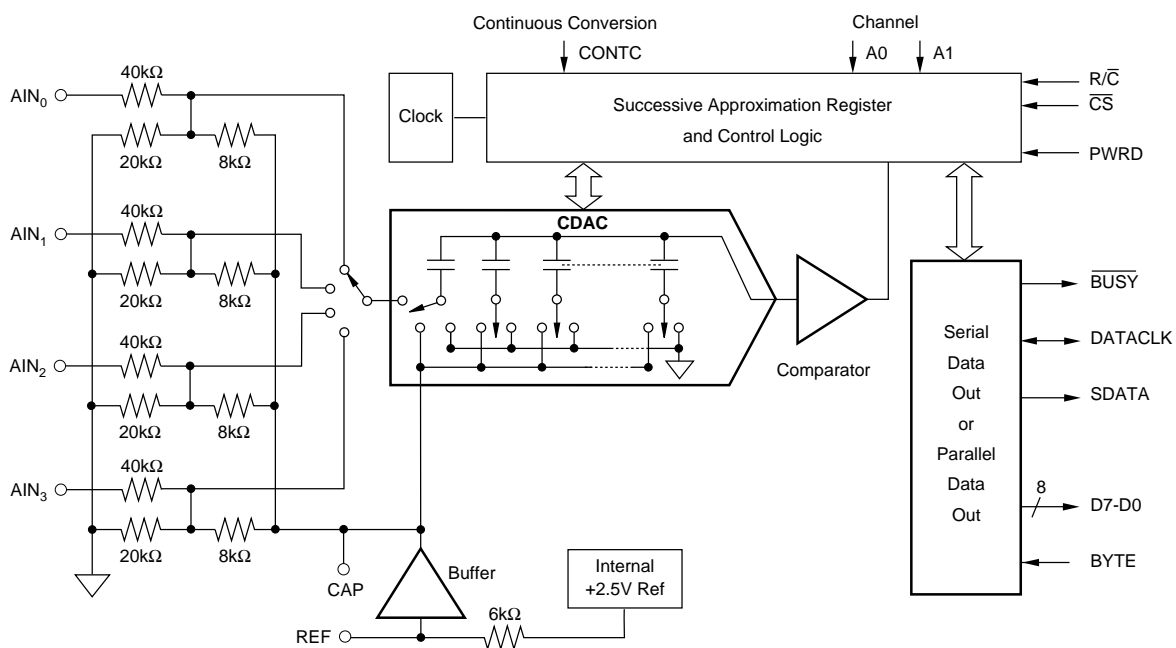 Continuous Conversion
CONTC
Channel
A0
A1
40kΩ
AIN0
20kΩ
8kΩ
Clock
Successive Approximation Register
and Control Logic
R/C̅
C̅S̅
PWRD
40kΩ
AIN1
20kΩ
8kΩ
CDAC
Comparator
40kΩ
AIN2
20kΩ
8kΩ
40kΩ
AIN3
20kΩ
8kΩ
CAP
Buffer
Internal
+2.5V Ref
6kΩ
REF
Serial
Data
Out
or
Parallel
Data
Out
B̅U̅S̅Y̅
DATACLK
SDATA
8
D7-D0
BYTE